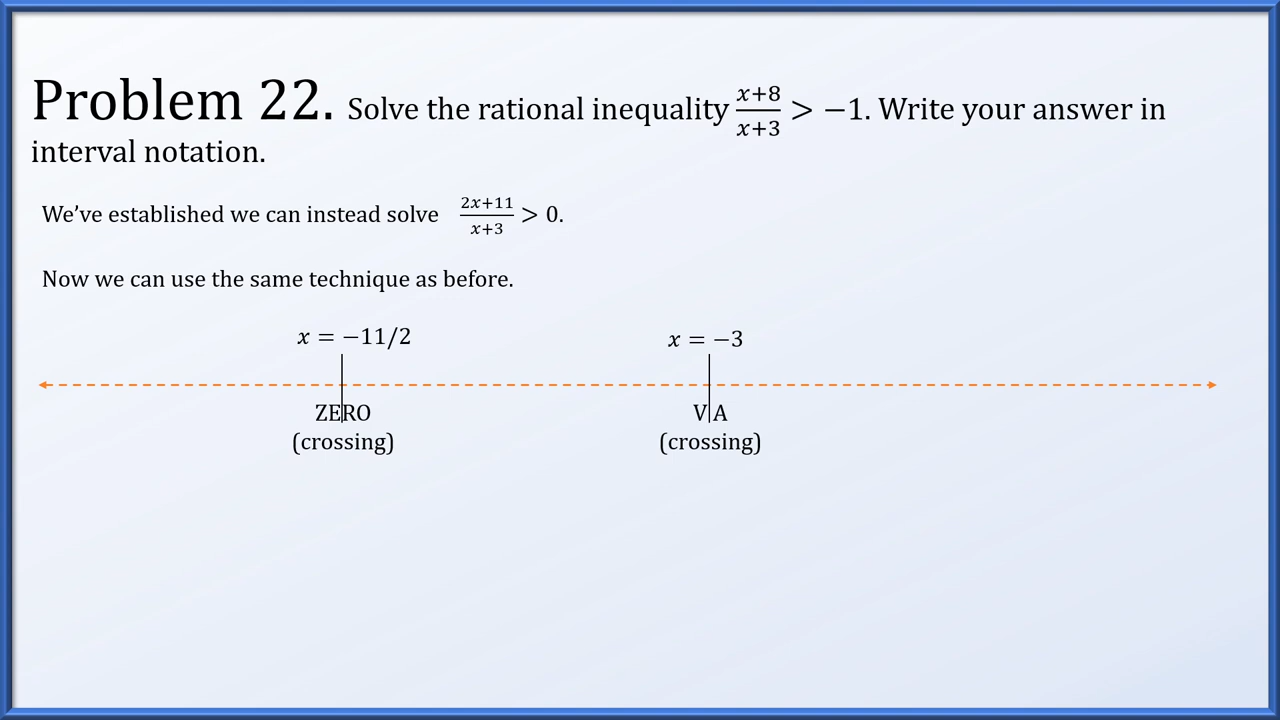 Problem 22. Solve the rational inequality x+8/x+3 > −1. Write your answer in
interval notation.
We’ve established we can instead solve 2x+11/x+3 > 0.
Now we can use the same technique as before.
x = −11/2 x = −3
ZERO VA
(crossing) (crossing)